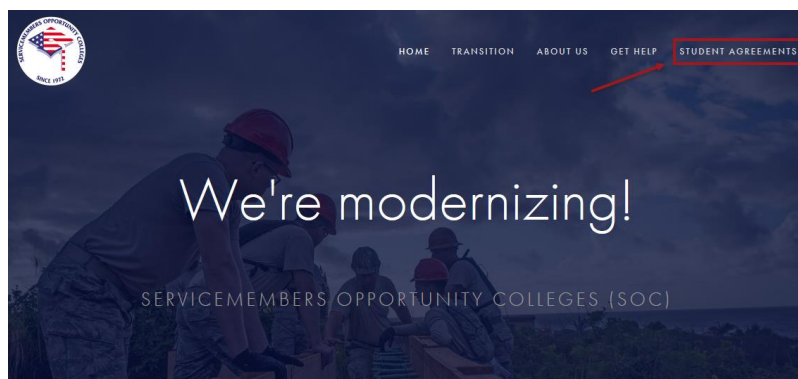 SERVICEMEMBERS OPPORTUNITY COLLEGES
SINCE 1972
HOME TRANSITION ABOUT US GET HELP STUDENT AGREEMENTS
We're modernizing!
SERVICEMEMBERS OPPORTUNITY COLLEGES (SOC)